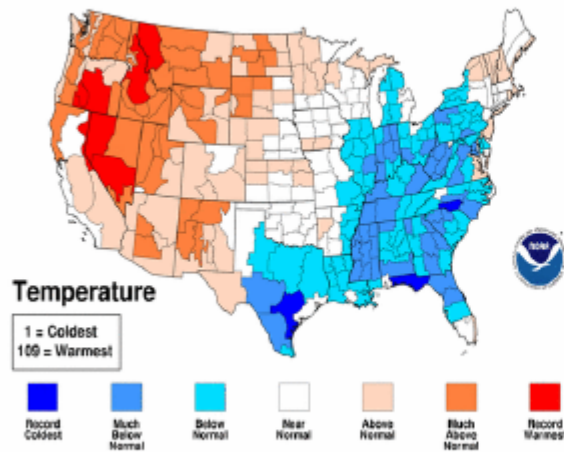 noaa
Temperature
1 = Coldest
109 = Warmest
Record
Coldest
Much
Below
Normal
Below
Normal
Near
Normal
Above
Normal
Much
Above
Normal
Record
Warmest